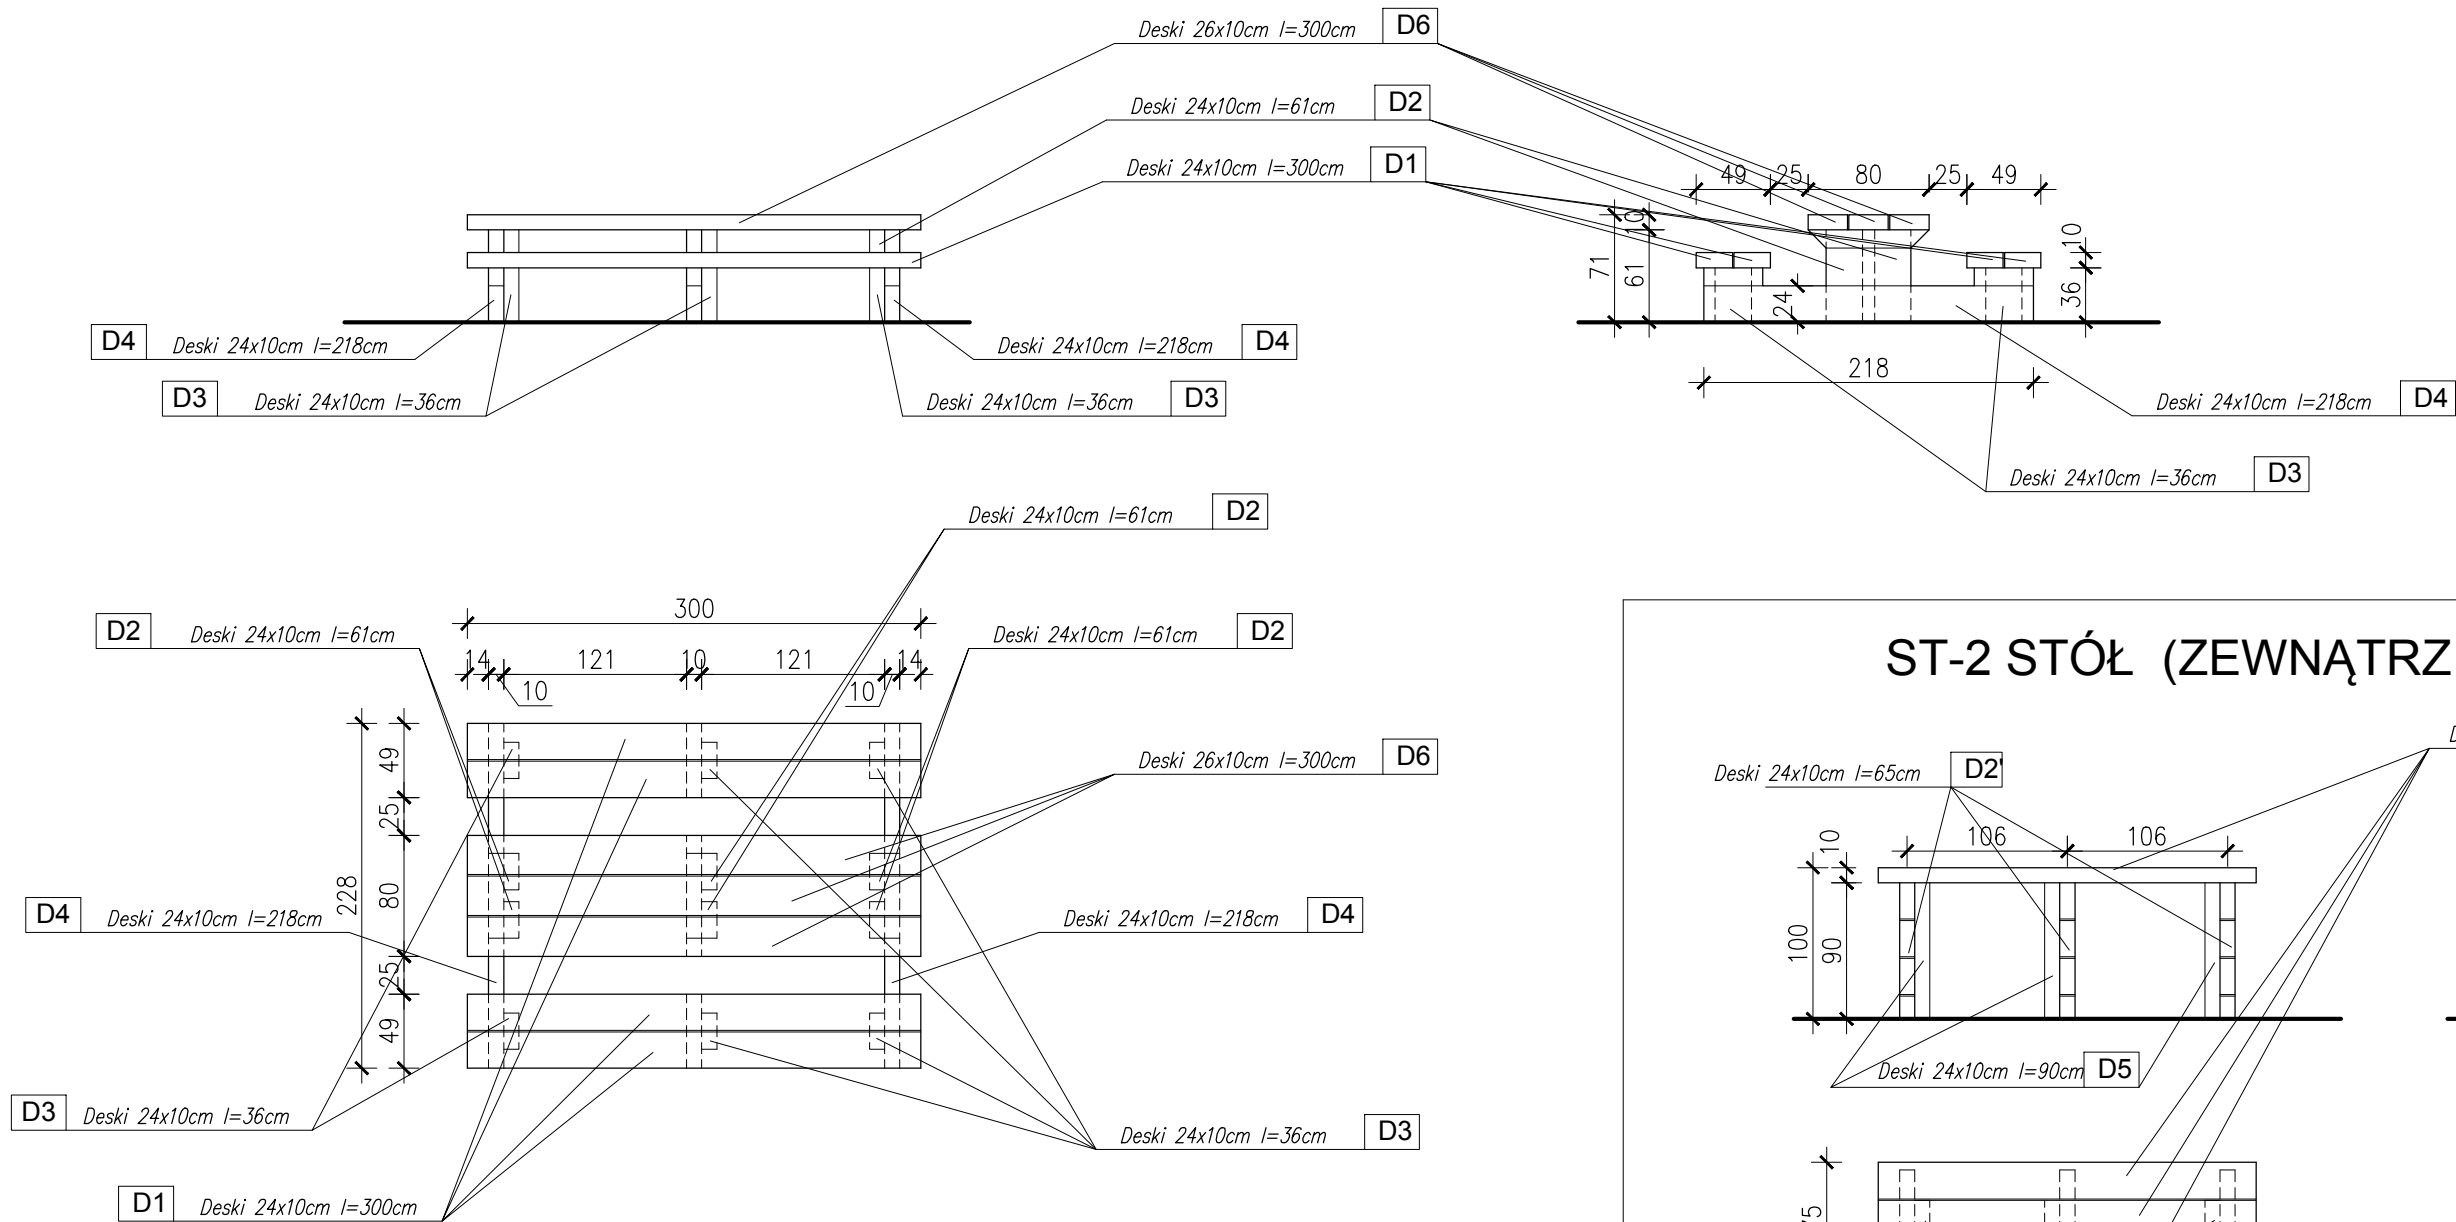 Deski 26x10cm l=300cm D6
Deski 24x10cm l=61cm D2
Deski 24x10cm l=300cm D1
49 25 80 25 49
10
71
61
24
10
36
218
D4 Deski 24x10cm l=218cm
Deski 24x10cm l=218cm D4
D3 Deski 24x10cm l=36cm
Deski 24x10cm l=36cm D3
Deski 24x10cm l=218cm D4
Deski 24x10cm l=36cm D3
Deski 24x10cm l=61cm D2
D2 Deski 24x10cm l=61cm
300
Deski 24x10cm l=61cm D2
14 121 10 121 14
10 10
49
25
228
80
25
49
Deski 26x10cm l=300cm D6
D4 Deski 24x10cm l=218cm
Deski 24x10cm l=218cm D4
D3 Deski 24x10cm l=36cm
Deski 24x10cm l=36cm D3
D1 Deski 24x10cm l=300cm
ST-2 STÓŁ (ZEWNĄTRZ
Deski 24x10cm l=65cm D2'
106 106
10
100
90
Deski 24x10cm l=90cm D5